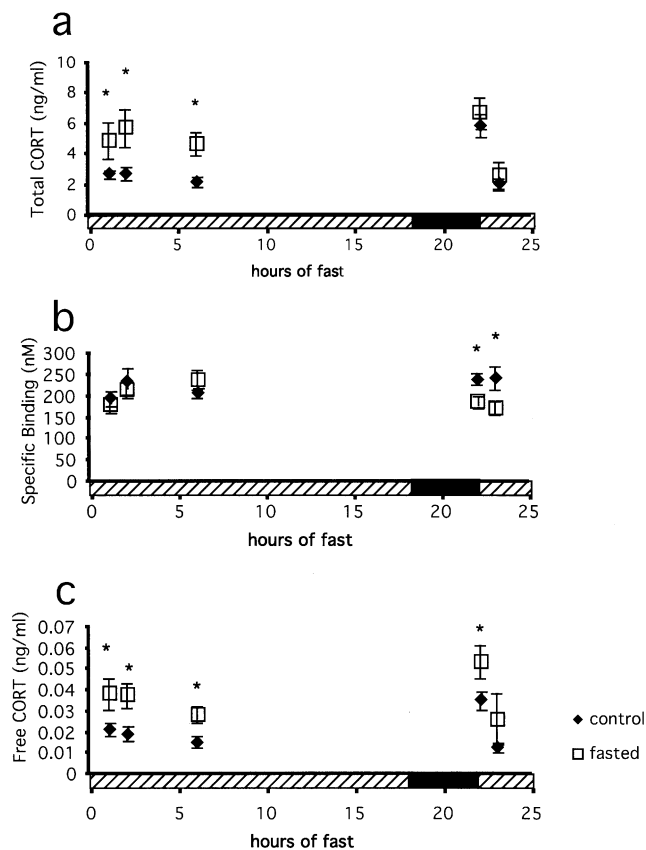 a
Total CORT (ng/ml)
10
8
6
4
2
0
* * *
0 5 10 15 20 25
hours of fast
b
Specific Binding (nM)
300
250
200
150
100
50
0
* *
0 5 10 15 20 25
hours of fast
c
Free CORT (ng/ml)
0.07
0.06
0.05
0.04
0.03
0.02
0.01
0
* * * *
0 5 10 15 20 25
hours of fast
control
fasted